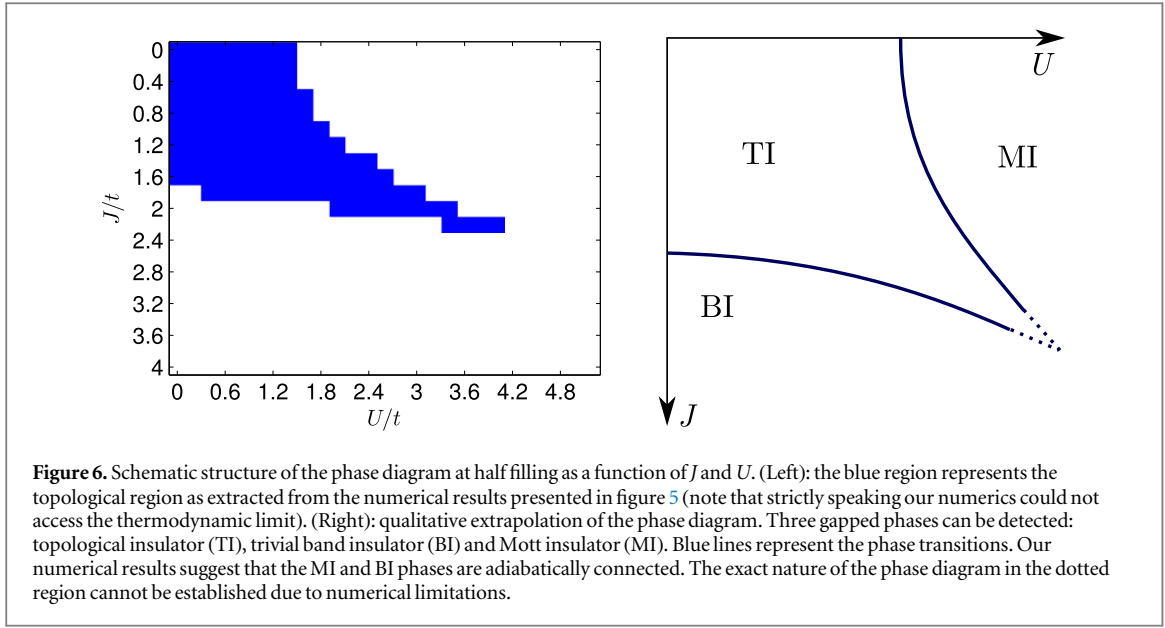 0
0.4
0.8
1.2
1.6
2
2.4
2.8
3.2
3.6
4
J/t
0 0.6 1.2 1.8 2.4 3 3.6 4.2 4.8
U/t
U
TI
MI
BI
J
Figure 6. Schematic structure of the phase diagram at half filling as a function of J and U. (Left): the blue region represents the
topological region as extracted from the numerical results presented in figure 5 (note that strictly speaking our numerics could not
access the thermodynamic limit). (Right): qualitative extrapolation of the phase diagram. Three gapped phases can be detected:
topological insulator (TI), trivial band insulator (BI) and Mott insulator (MI). Blue lines represent the phase transitions. Our
numerical results suggest that the MI and BI phases are adiabatically connected. The exact nature of the phase diagram in the dotted
region cannot be established due to numerical limitations.